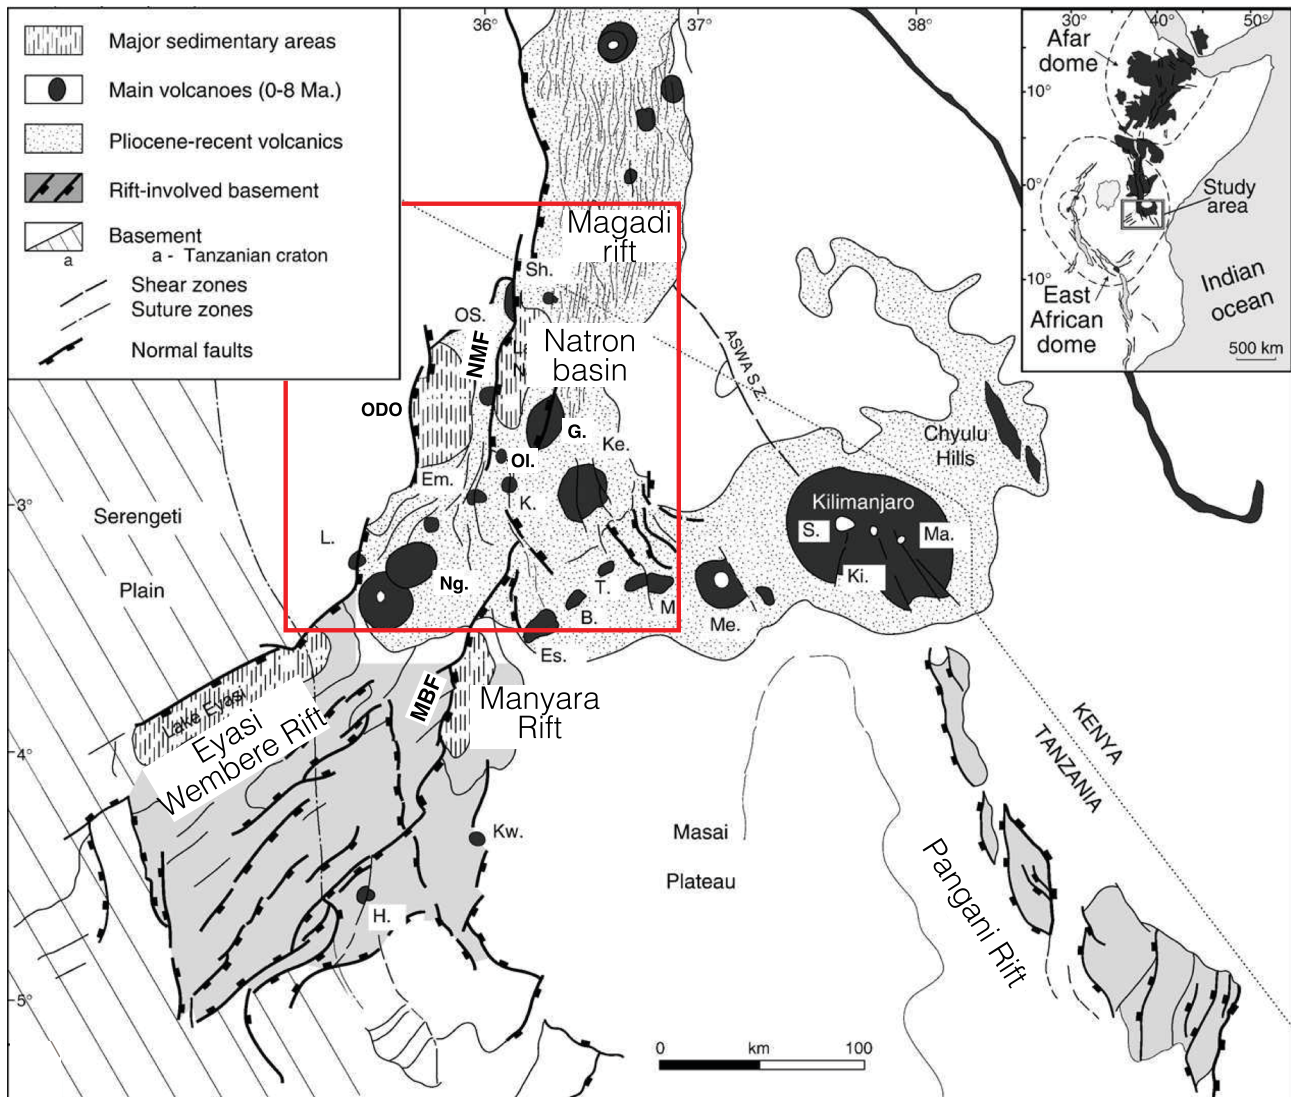 Major sedimentary areas
Main volcanoes (0-8 Ma.)
Pliocene-recent volcanics
Rift-involved basement
Basement
a
a - Tanzanian craton
Shear zones
Suture zones
Normal faults
36°
37°
38°
30°
40°
50°
Afar
dome
10°
0°
Study
area
10°
East
African
dome
Indian
ocean
500 km
Magadi
rift
Sh.
OS.
NMF
Natron
basin
ODO
ASWA S.Z.
G.
Ke.
Ol.
Em.
K.
Chyulu
Hills
3°
Serengeti
Plain
L.
Kilimanjaro
S.
Ma.
Ki.
Ng.
T.
B.
M
Me.
Es.
Lake Eyasi
Eyasi
Wembere Rift
MBF
Manyara
Rift
4°
KENYA
TANZANIA
Kw.
Masai
Plateau
H.
Pangani Rift
5°
0
km
100